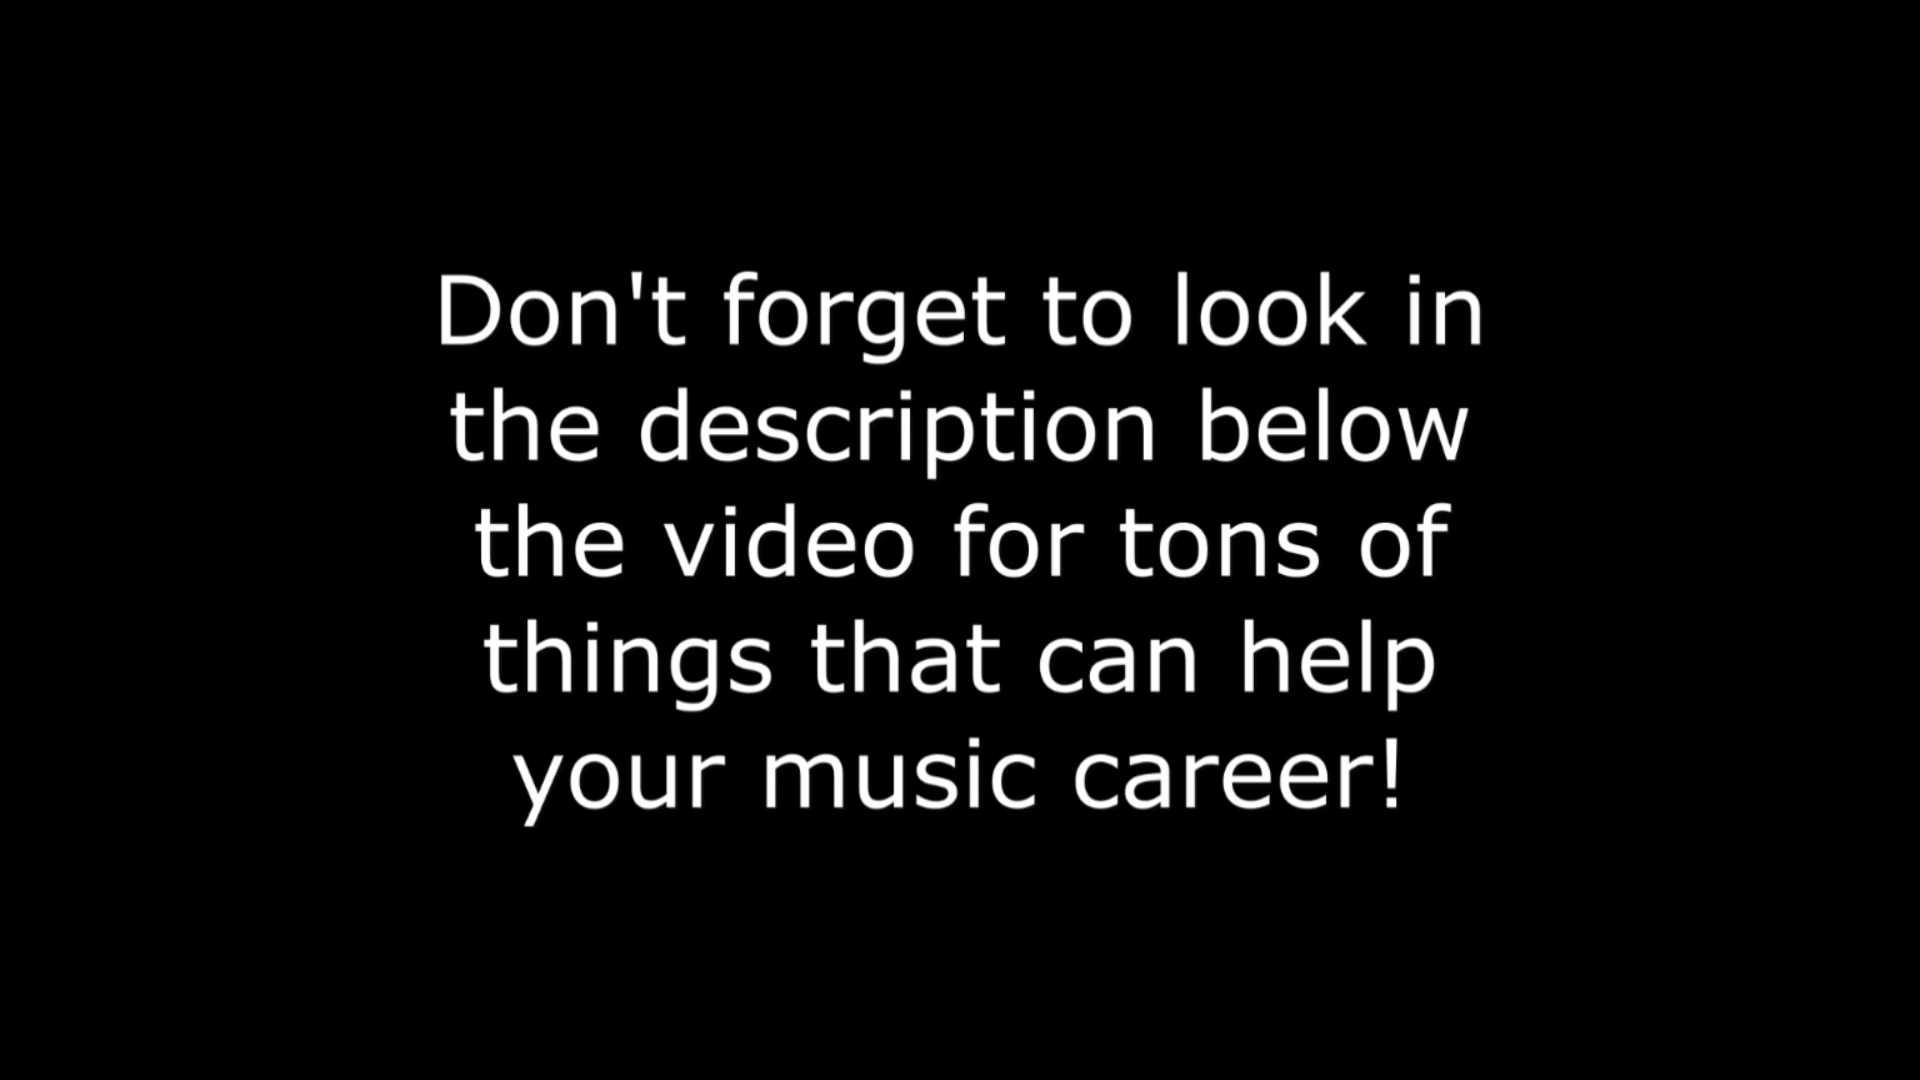 Don't forget to look in
the description below
the video for tons of
things that can help
your music career!